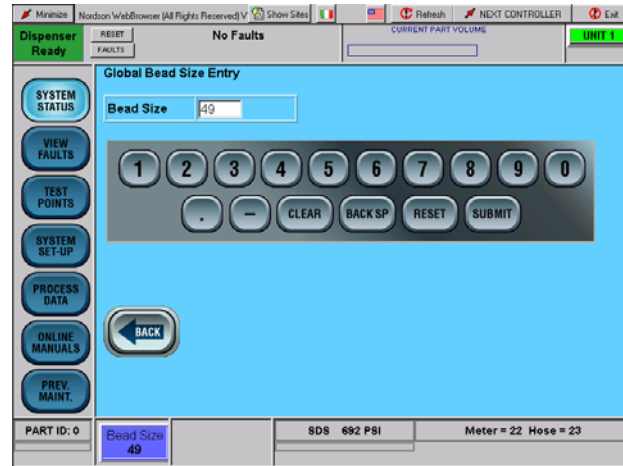 Minimize Nordson WebBrowser (All Rights Reserved) V Show Sites Refresh NEXT CONTROLLER Exit
Dispenser
Ready
RESET
FAULTS
No Faults
CURRENT PART VOLUME
UNIT 1
Global Bead Size Entry
Bead Size 49
SYSTEM
STATUS
VIEW
FAULTS
TEST
POINTS
SYSTEM
SET-UP
PROCESS
DATA
ONLINE
MANUALS
PREV.
MAINT.
1 2 3 4 5 6 7 8 9 0
. - CLEAR BACK SP RESET SUBMIT
BACK
PART ID: 0
Bead Size
49
SDS 692 PSI
Meter = 22 Hose = 23